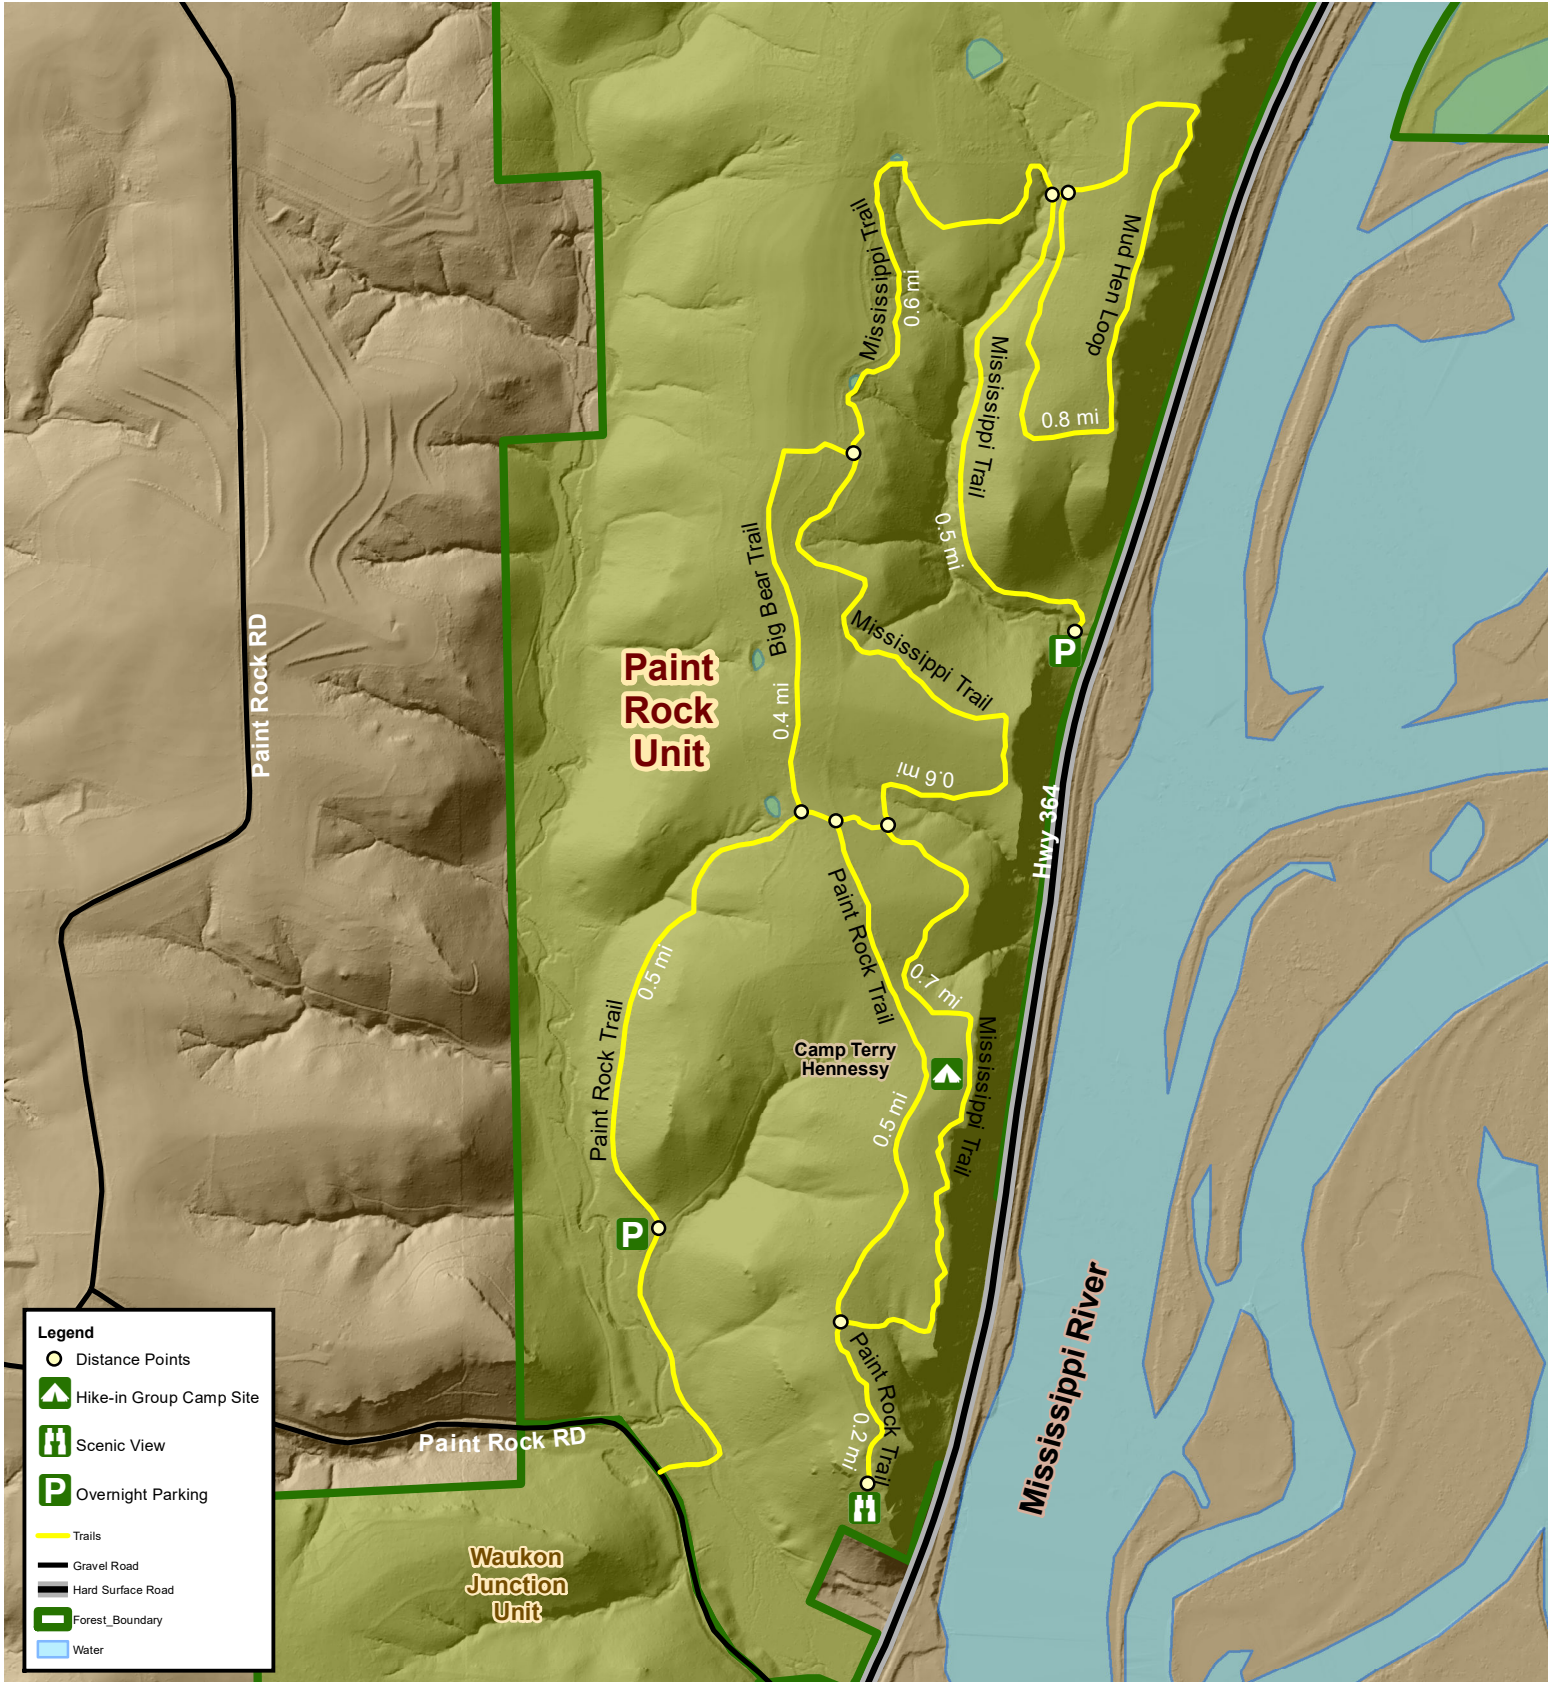 Mississippi Trail
0.6 mi
Mud Hen Loop
Mississippi Trail
0.8 mi
0.5 mi
Big Bear Trail
Mississippi Trail
Paint Rock RD
Paint
Rock
Unit
P
0.4 mi
0.6 mi
Hwy 364
Paint Rock Trail
0.5 mi
0.7 mi
Paint Rock Trail
Mississippi Trail
Camp Terry
Hennessy
0.5 mi
P
Mississippi River
Paint Rock Trail
0.2 mi
Paint Rock RD
Waukon
Junction
Unit
Legend
Distance Points
Hike-in Group Camp Site
Scenic View
P Overnight Parking
Trails
Gravel Road
Hard Surface Road
Forest_Boundary
Water